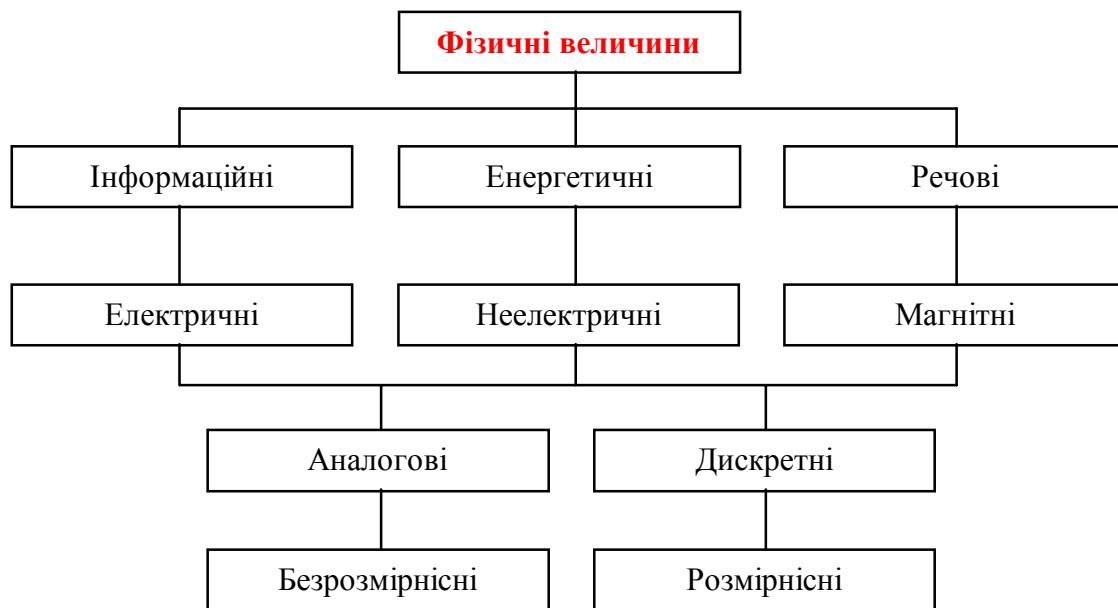 Фізичні величини
Інформаційні
Енергетичні
Речові
Електричні
Неелектричні
Магнітні
Аналогові
Дискретні
Безрозмірнісні
Розмірнісні